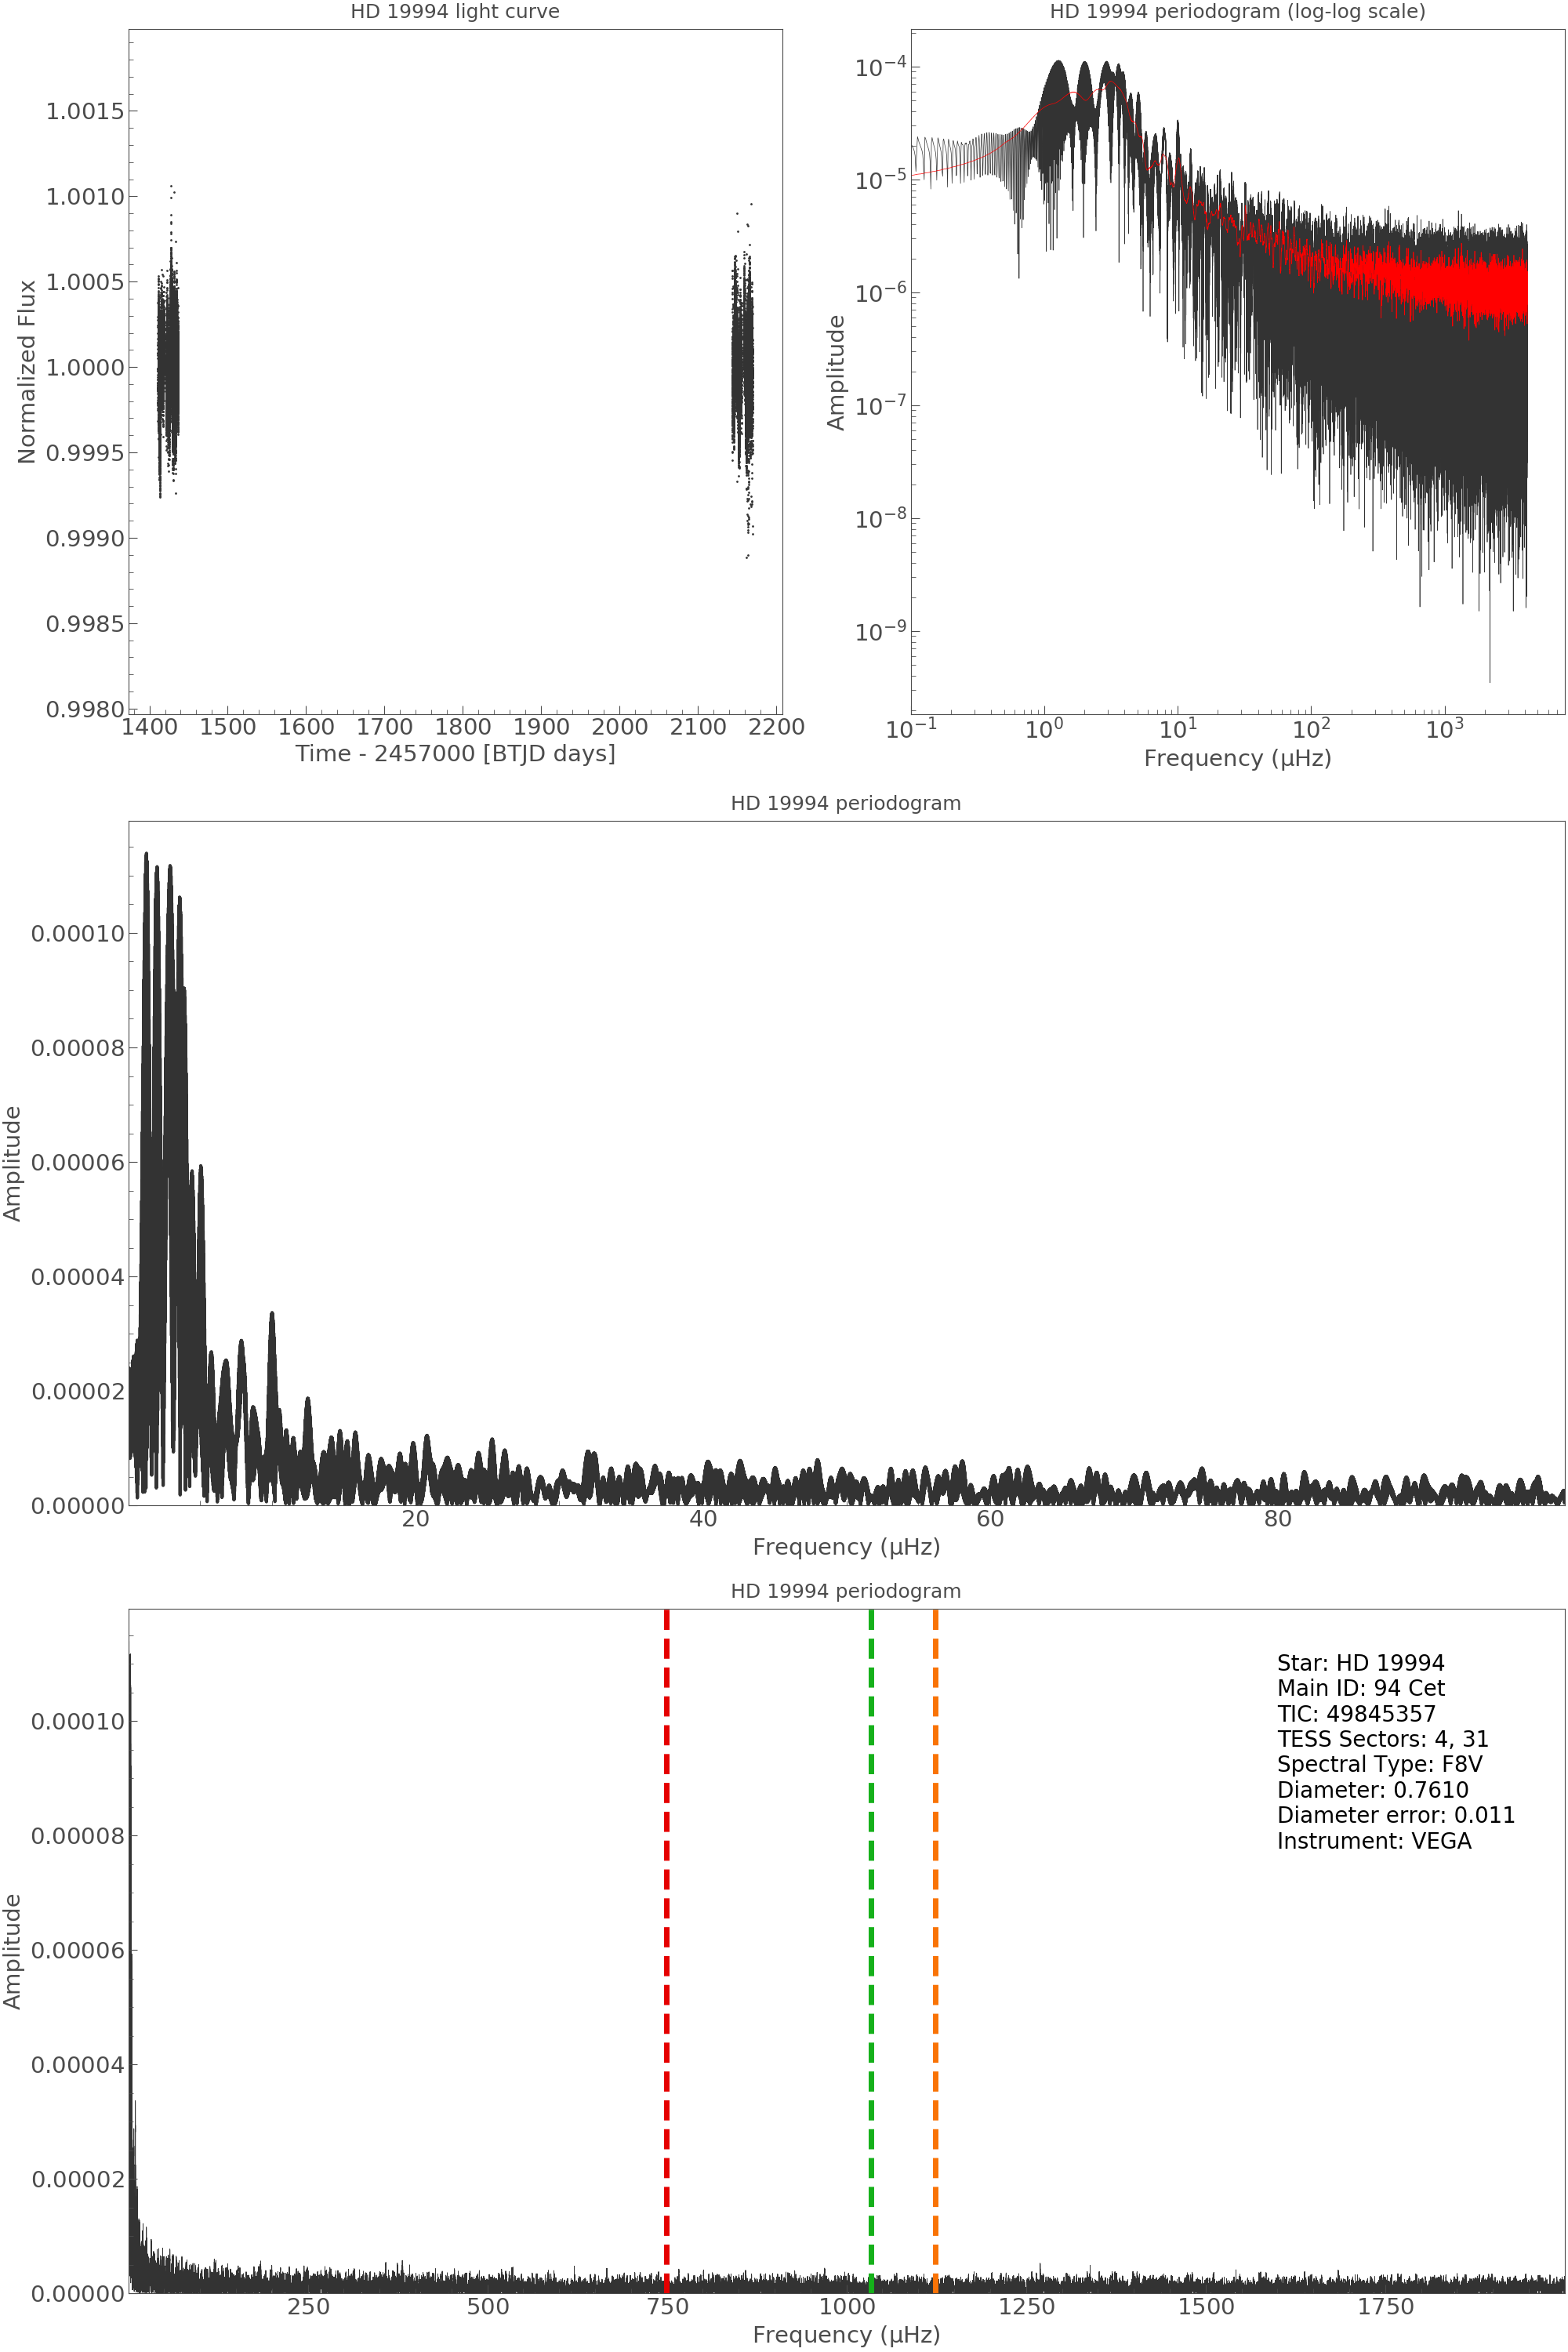 HD 19994 light curve
1.0015
1.0010
1.0005
1.0000
0.9995
0.9990
0.9985
0.9980
Normalized Flux
1400 1500 1600 1700 1800 1900 2000 2100 2200
Time - 2457000 [BTJD days]
HD 19994 periodogram (log-log scale)
10⁻⁴
10⁻⁵
10⁻⁶
10⁻⁷
10⁻⁸
10⁻⁹
Amplitude
10⁻¹ 10⁰ 10¹ 10² 10³
Frequency (μHz)
HD 19994 periodogram
0.00010
0.00008
0.00006
0.00004
0.00002
0.00000
Amplitude
20 40 60 80
Frequency (μHz)
HD 19994 periodogram
0.00010
0.00008
0.00006
0.00004
0.00002
0.00000
Amplitude
Star: HD 19994
Main ID: 94 Cet
TIC: 49845357
TESS Sectors: 4, 31
Spectral Type: F8V
Diameter: 0.7610
Diameter error: 0.011
Instrument: VEGA
250 500 750 1000 1250 1500 1750
Frequency (μHz)